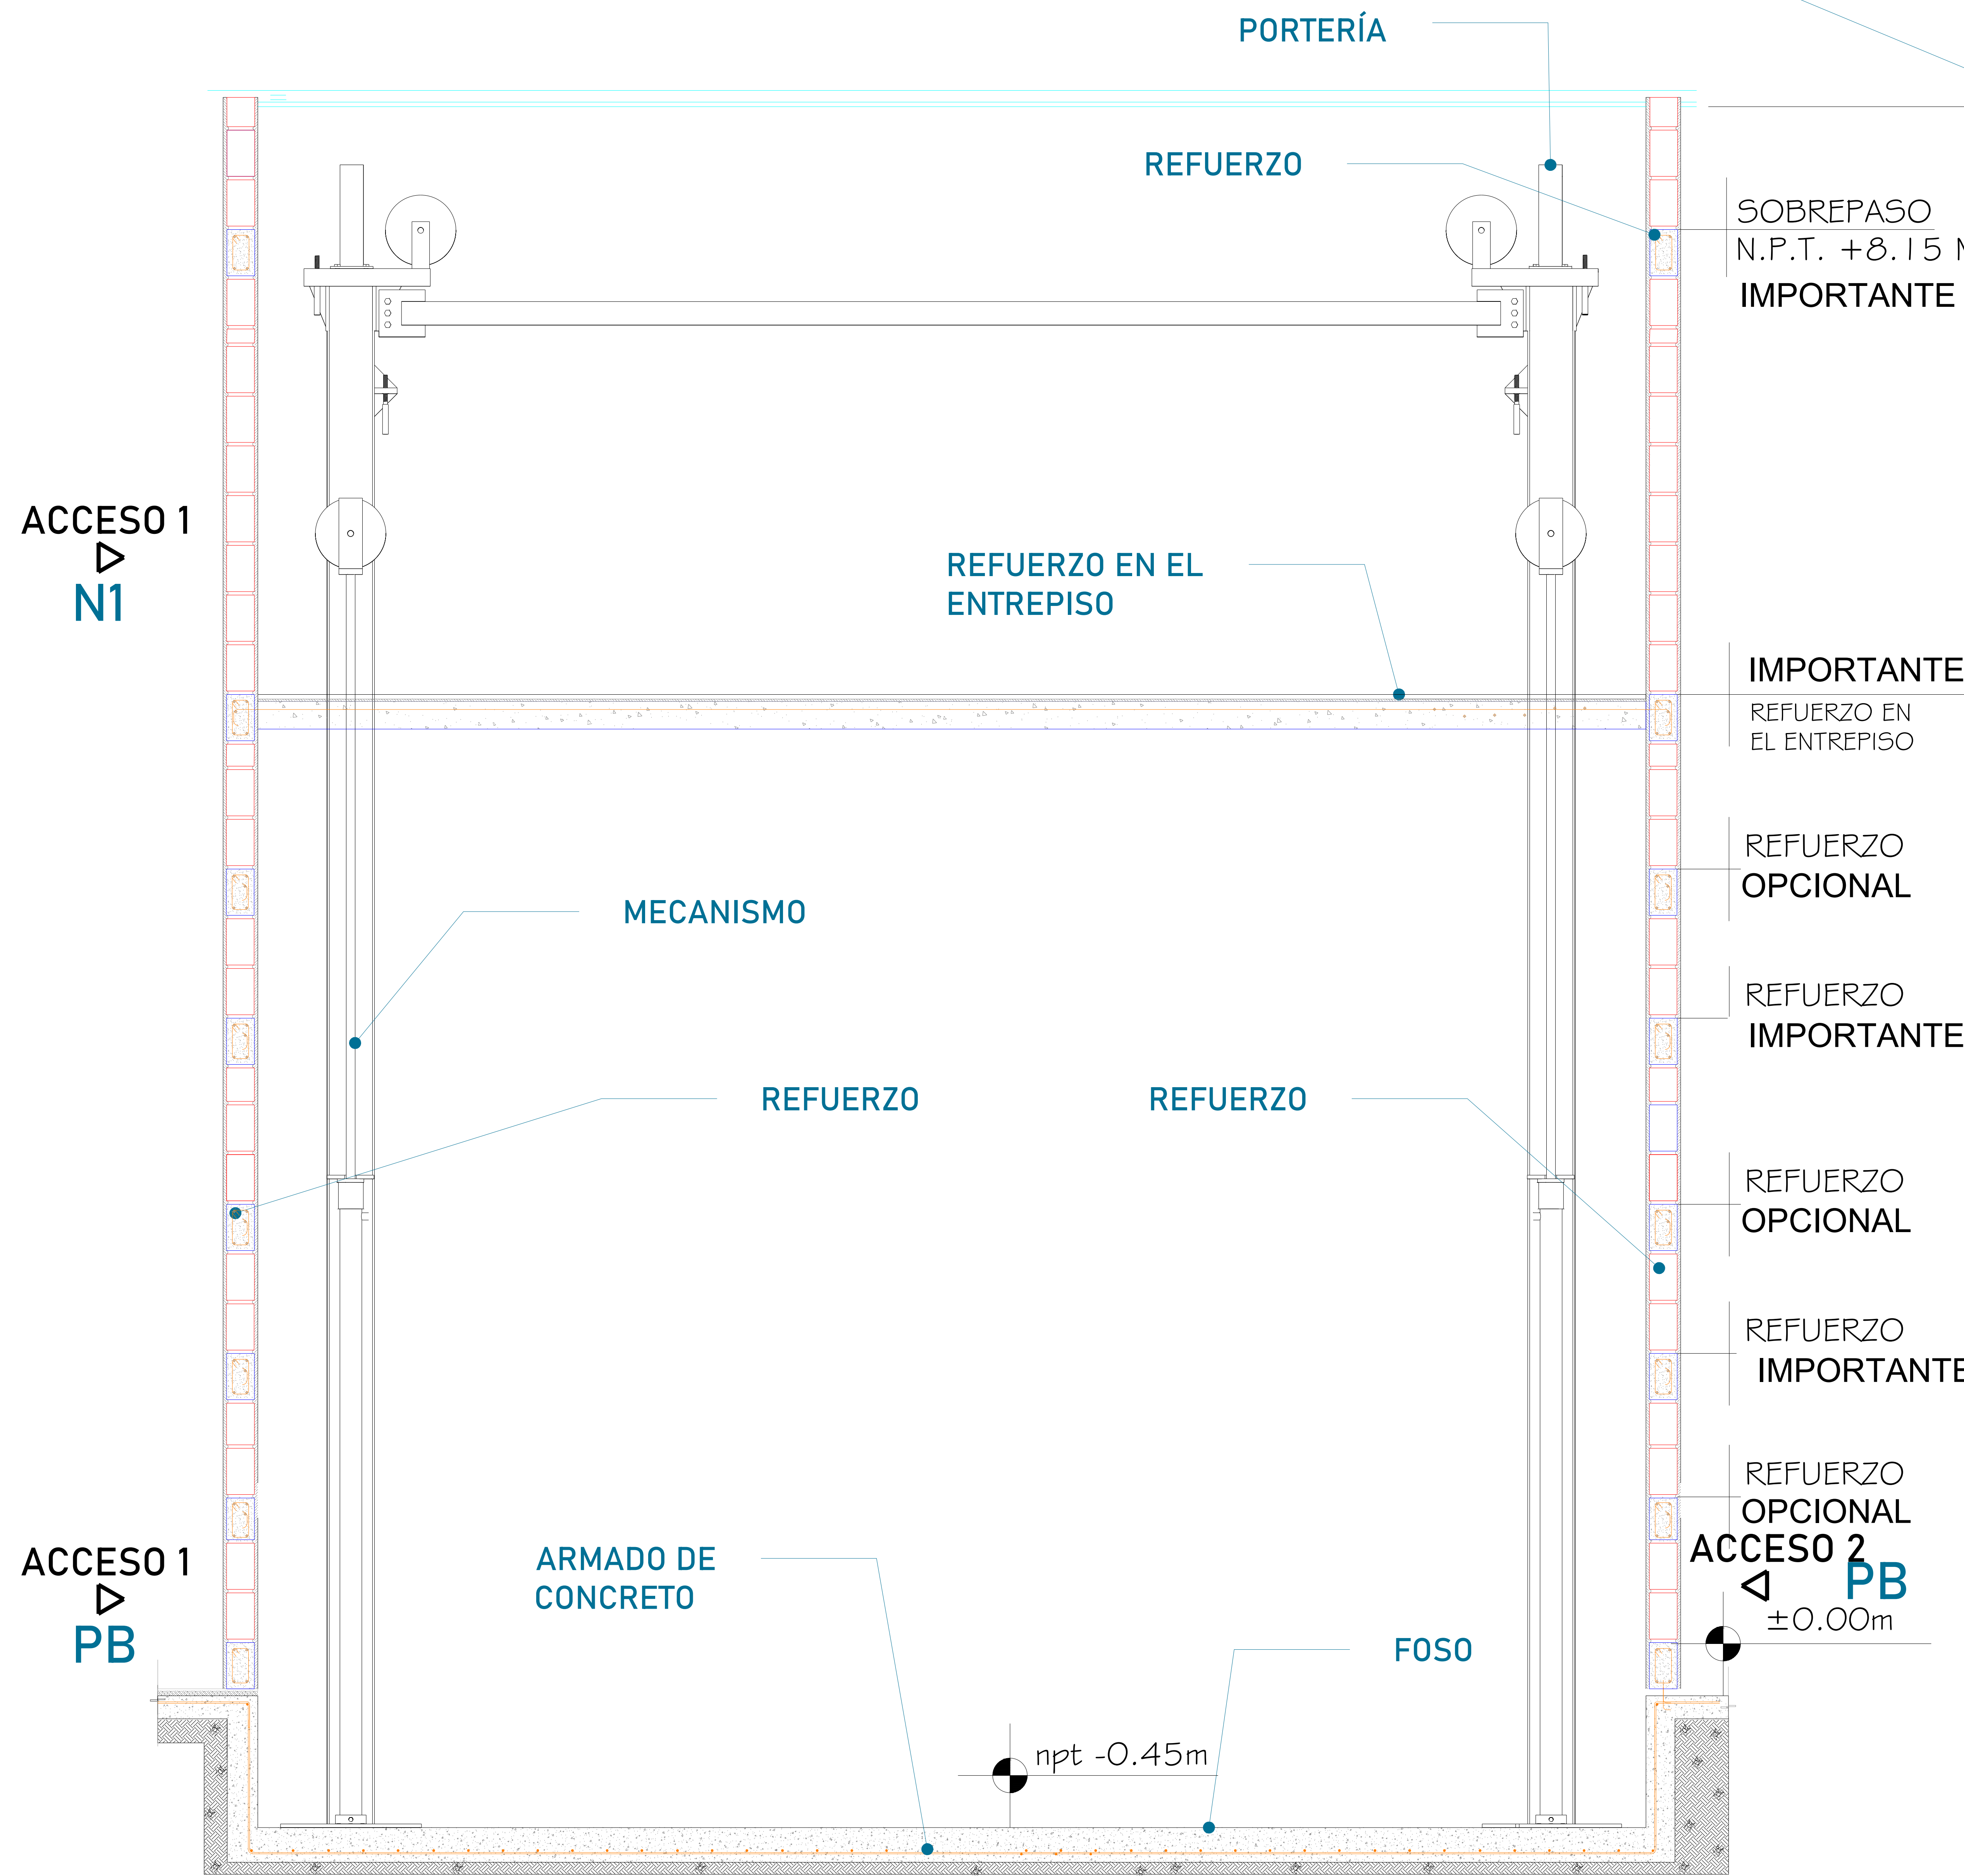 PORTERÍA
REFUERZO
SOBREPASO
N.P.T. +8.15
IMPORTANTE
ACCESO 1
N1
REFUERZO EN EL
ENTREPISO
IMPORTANTE
REFUERZO EN
EL ENTREPISO
REFUERZO
OPCIONAL
MECANISMO
REFUERZO
IMPORTANTE
REFUERZO
REFUERZO
REFUERZO
OPCIONAL
REFUERZO
IMPORTANTE
REFUERZO
OPCIONAL
ACCESO 1
PB
ARMADO DE
CONCRETO
ACCESO 2
PB
±0.00m
FOSO
npt -0.45m